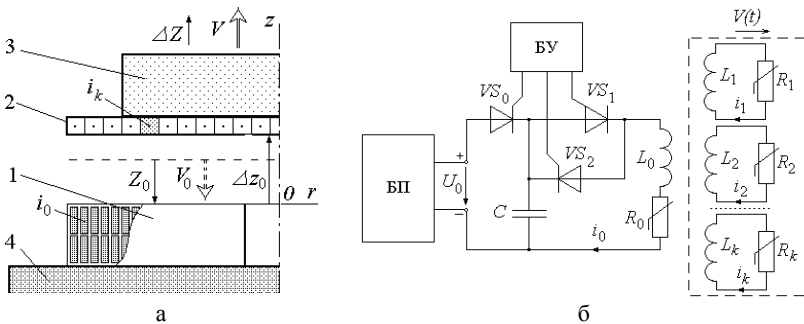 ΔZ V z
3
i_k
2
1
Z_0 V_0 Δz_0
0 r
i_0
4
а
БУ
VS_0 VS_1
VS_2
БП
+
U_0
−
C
L_0
R_0
i_0
б
V(t)
L_1 R_1
i_1
L_2 R_2
i_2
L_k R_k
i_k